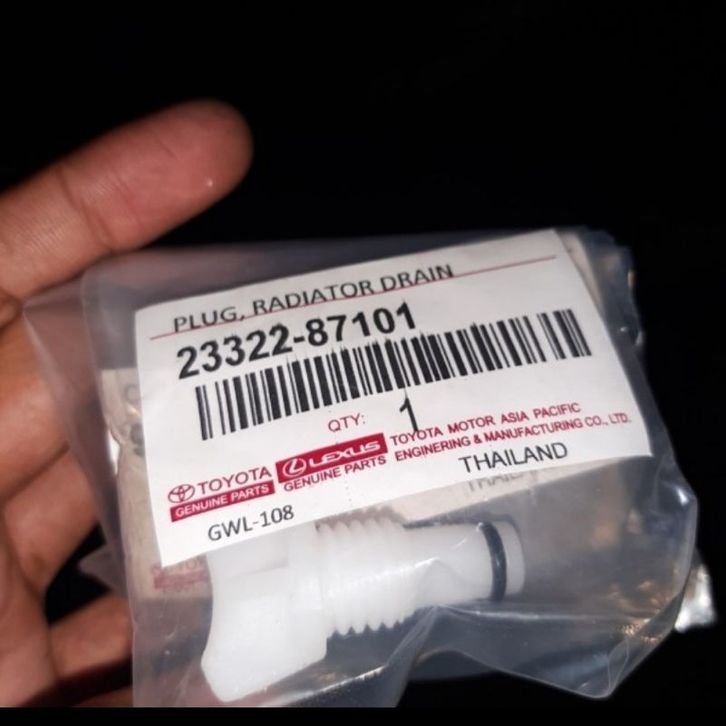 PLUG, RADIATOR DRAIN
23322-87101
QTY: 1
TOYOTA
GENUINE PARTS
LEXUS
GENUINE PARTS
TOYOTA MOTOR ASIA PACIFIC
ENGINERING & MANUFACTURING CO., LTD.
THAILAND
GWL-108